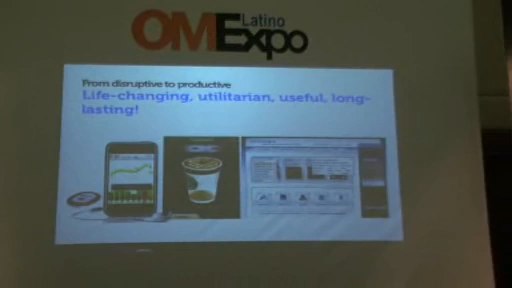 Latino
OMExpo
From disruptive to productive
Life-changing, utilitarian, useful, long-
lasting!